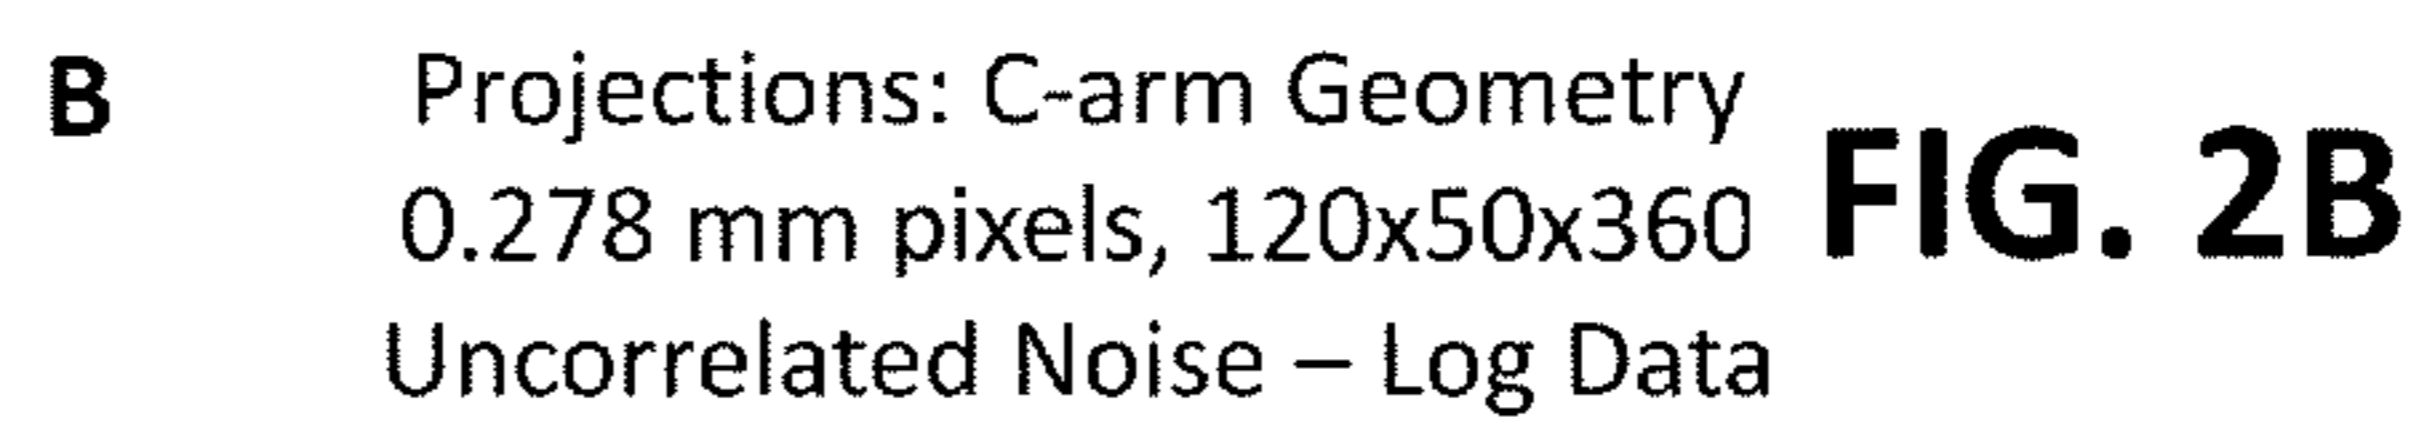 B
Projections: C-arm Geometry
0.278 mm pixels, 120x50x360
Uncorrelated Noise – Log Data
FIG. 2B